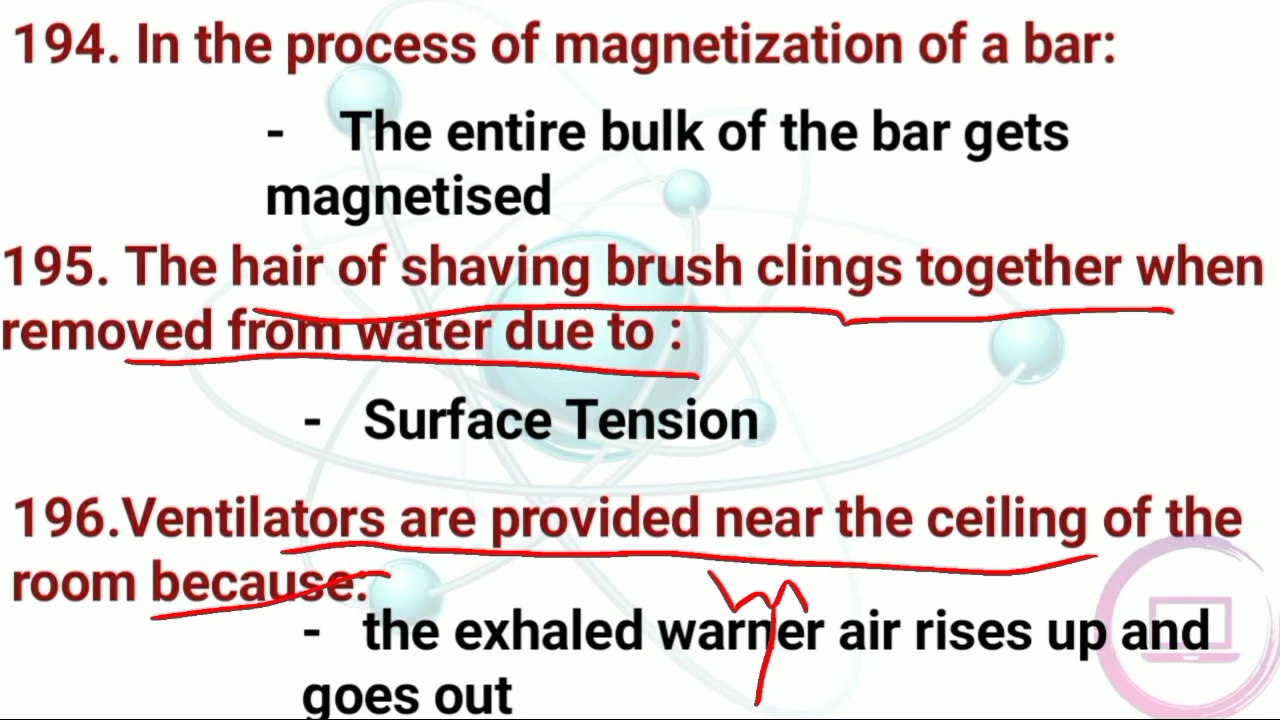 194. In the process of magnetization of a bar:
- The entire bulk of the bar gets
magnetised
195. The hair of shaving brush clings together when
removed from water due to :
- Surface Tension
196.Ventilators are provided near the ceiling of the
room because:
- the exhaled warner air rises up and
goes out